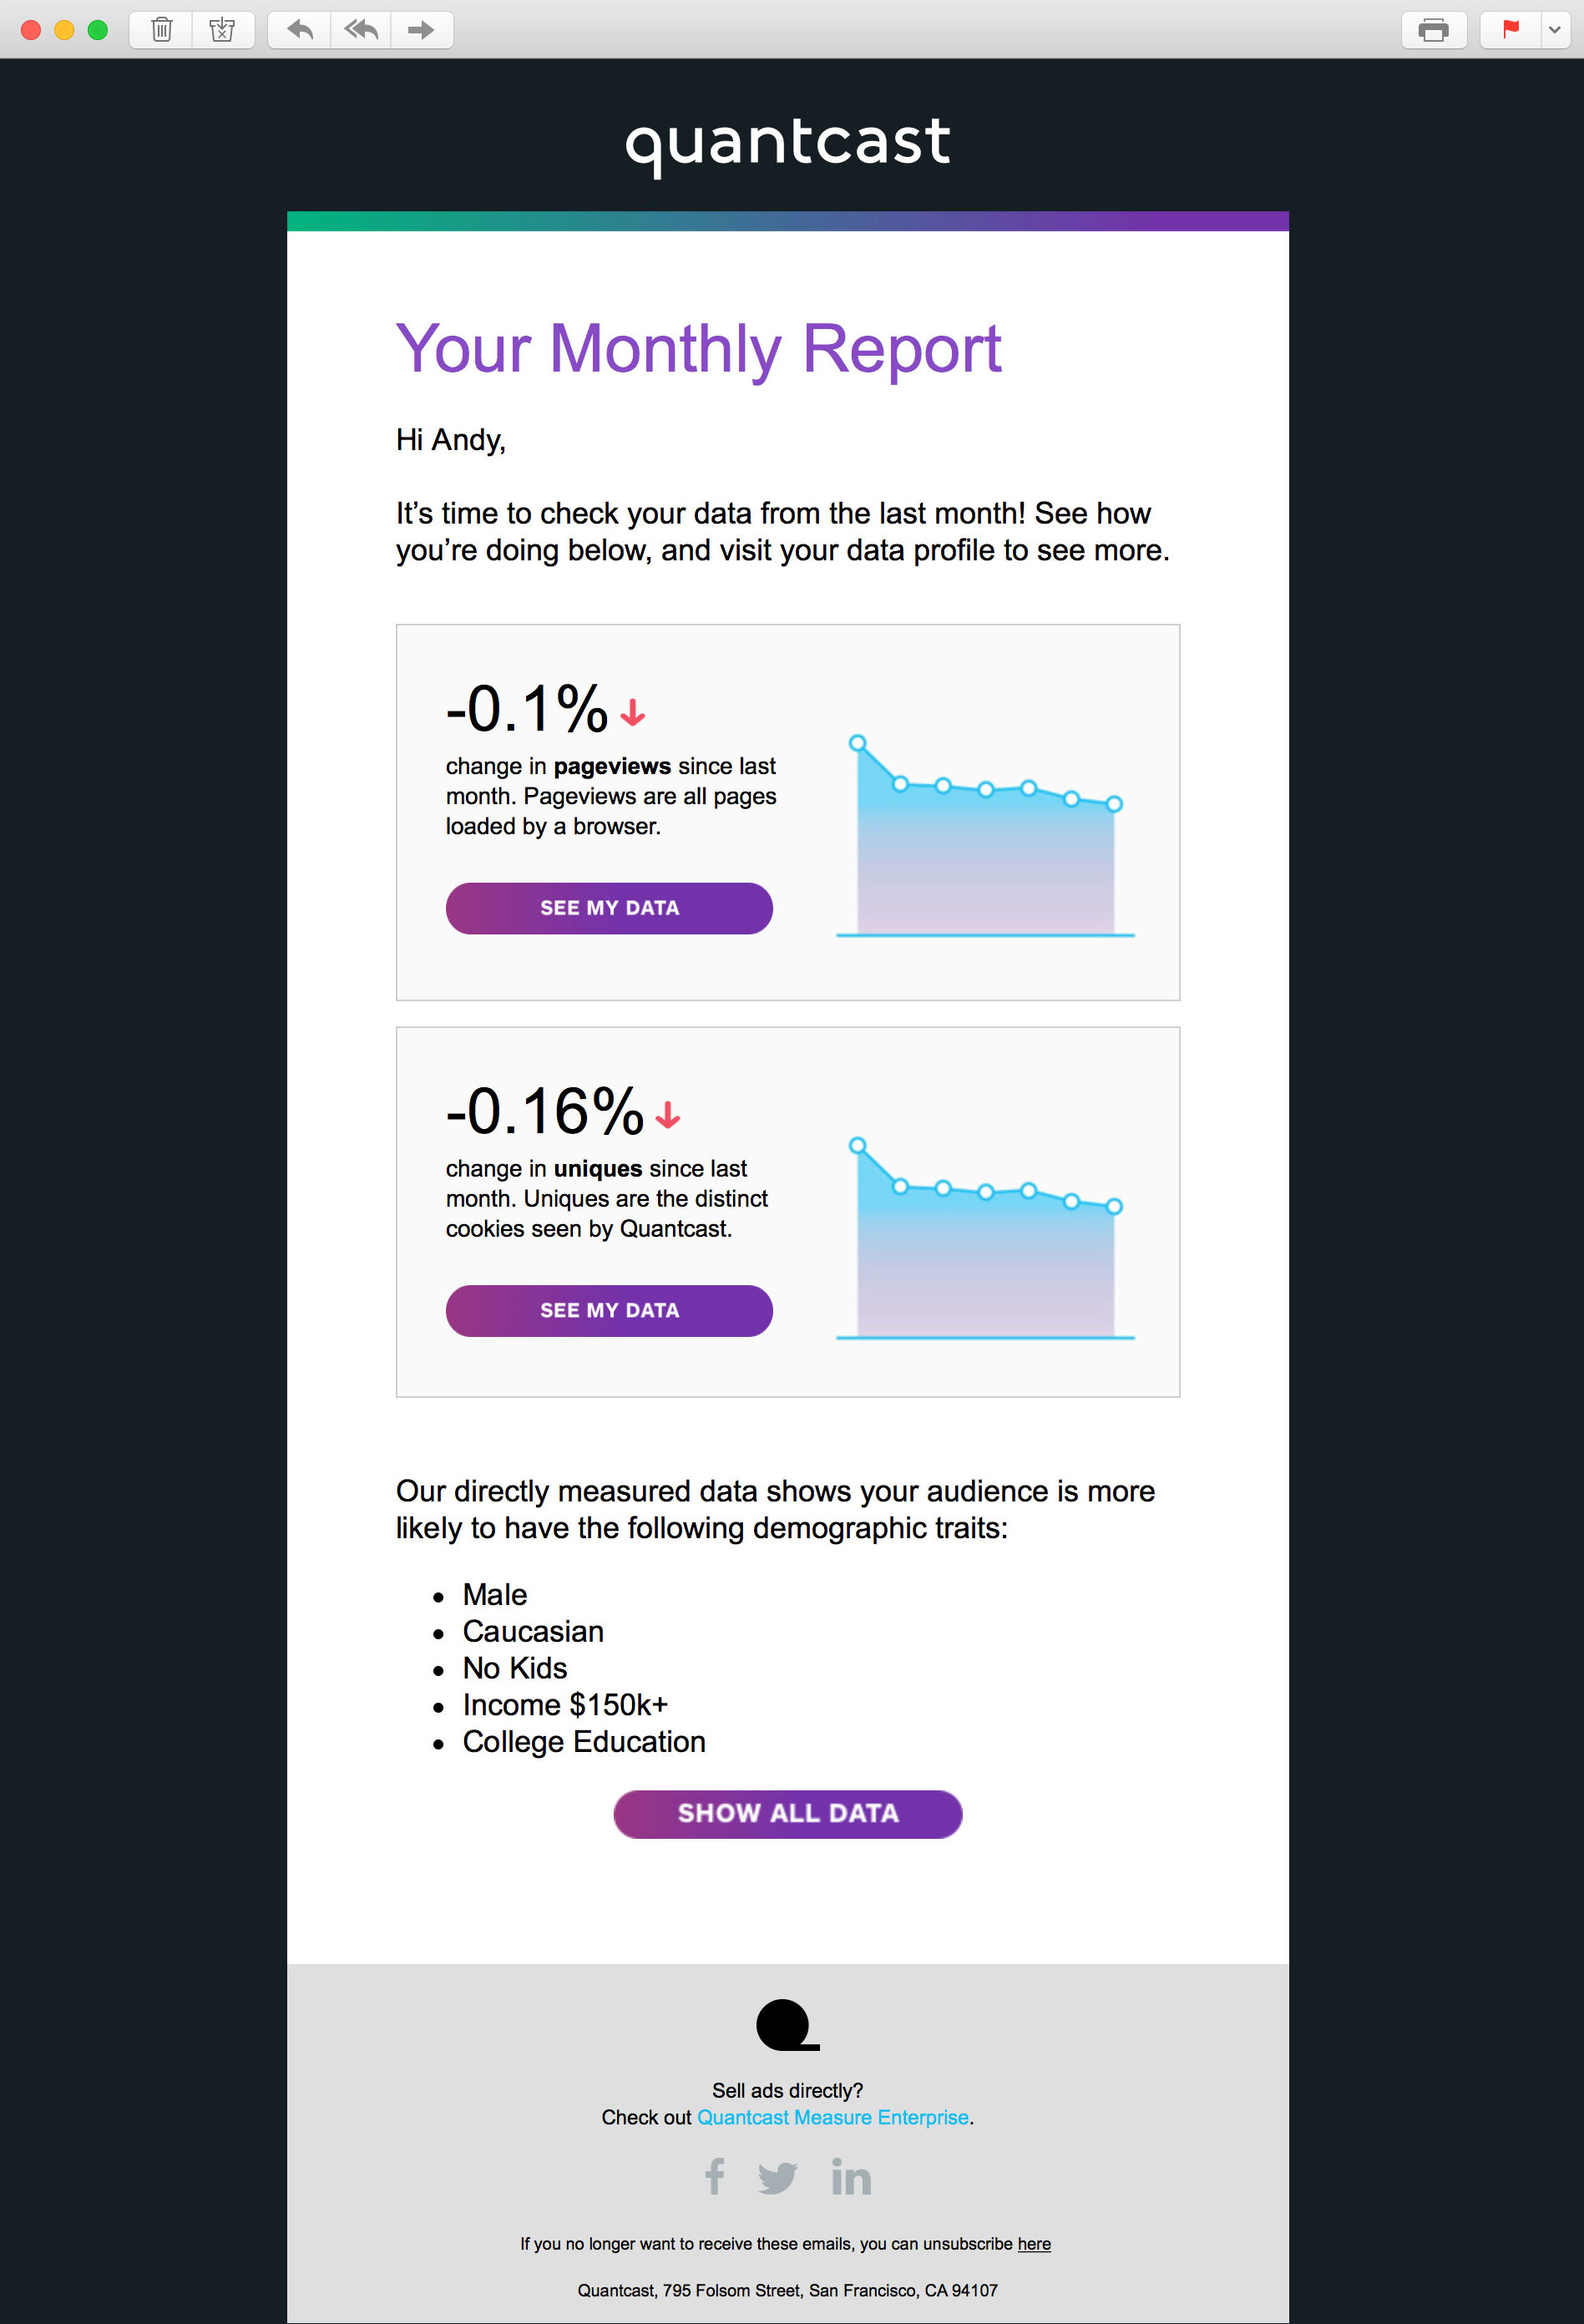 quantcast
Your Monthly Report
Hi Andy,
It’s time to check your data from the last month! See how
you’re doing below, and visit your data profile to see more.
-0.1%
change in pageviews since last
month. Pageviews are all pages
loaded by a browser.
SEE MY DATA
-0.16%
change in uniques since last
month. Uniques are the distinct
cookies seen by Quantcast.
SEE MY DATA
Our directly measured data shows your audience is more
likely to have the following demographic traits:
• Male
• Caucasian
• No Kids
• Income $150k+
• College Education
SHOW ALL DATA
Sell ads directly?
Check out Quantcast Measure Enterprise.
If you no longer want to receive these emails, you can unsubscribe here
Quantcast, 795 Folsom Street, San Francisco, CA 94107